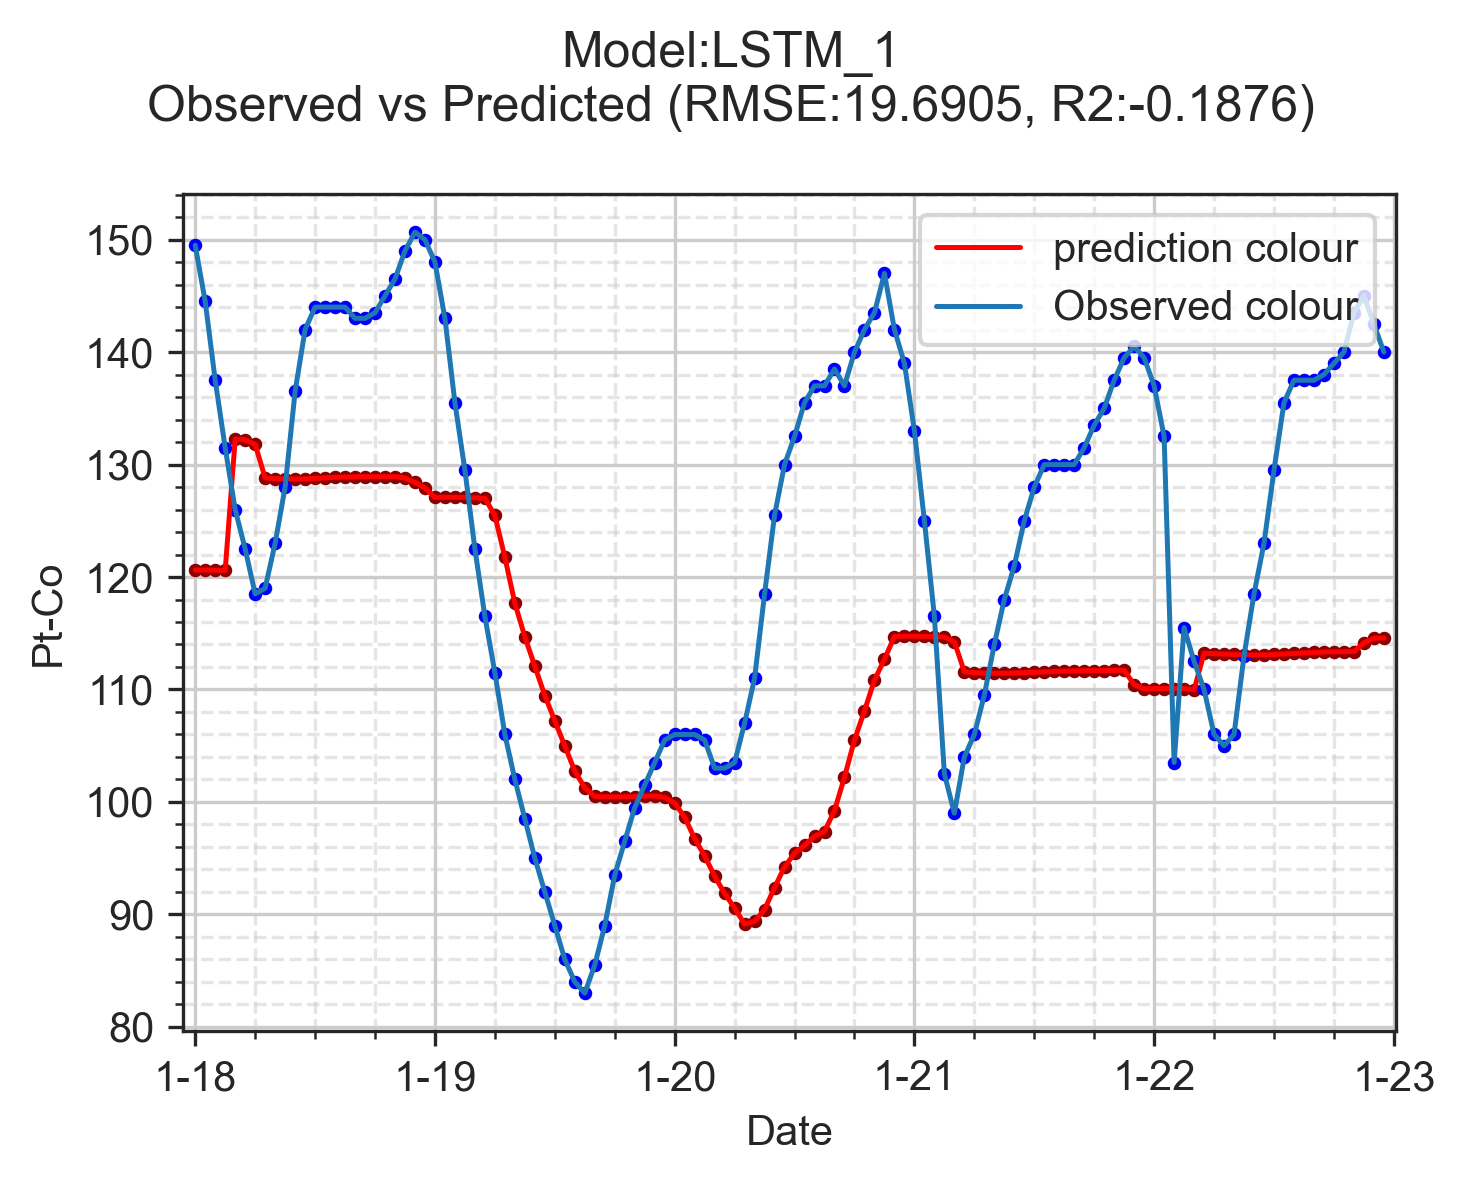 Model:LSTM_1
Observed vs Predicted (RMSE:19.6905, R2:-0.1876)
prediction colour
Observed colour
150
140
130
120
110
100
90
80
Pt-Co
1-18 1-19 1-20 1-21 1-22 1-23
Date